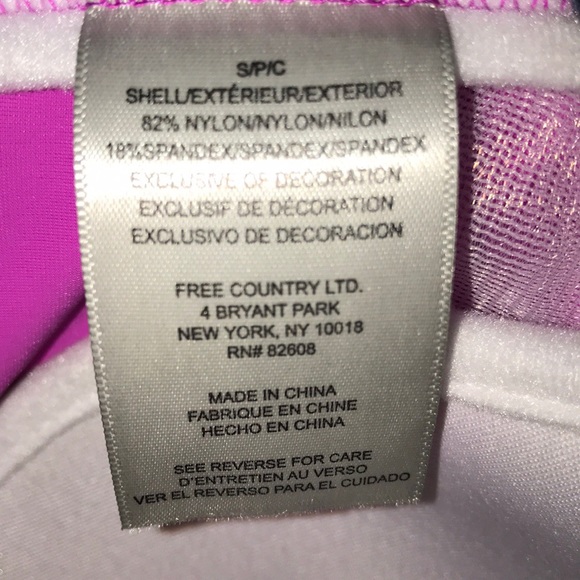 S/P/C
SHELL/EXTÉRIEUR/EXTERIOR
82% NYLON/NYLON/NILON
18%SPANDEX/SPANDEX/SPANDEX
EXCLUSIVE OF DECORATION
EXCLUSIF DE DÉCORATION
EXCLUSIVO DE DECORACION
FREE COUNTRY LTD.
4 BRYANT PARK
NEW YORK, NY 10018
RN# 82608
MADE IN CHINA
FABRIQUE EN CHINE
HECHO EN CHINA
SEE REVERSE FOR CARE
D'ENTRETIEN AU VERSO
VER EL REVERSO PARA EL CUIDADO